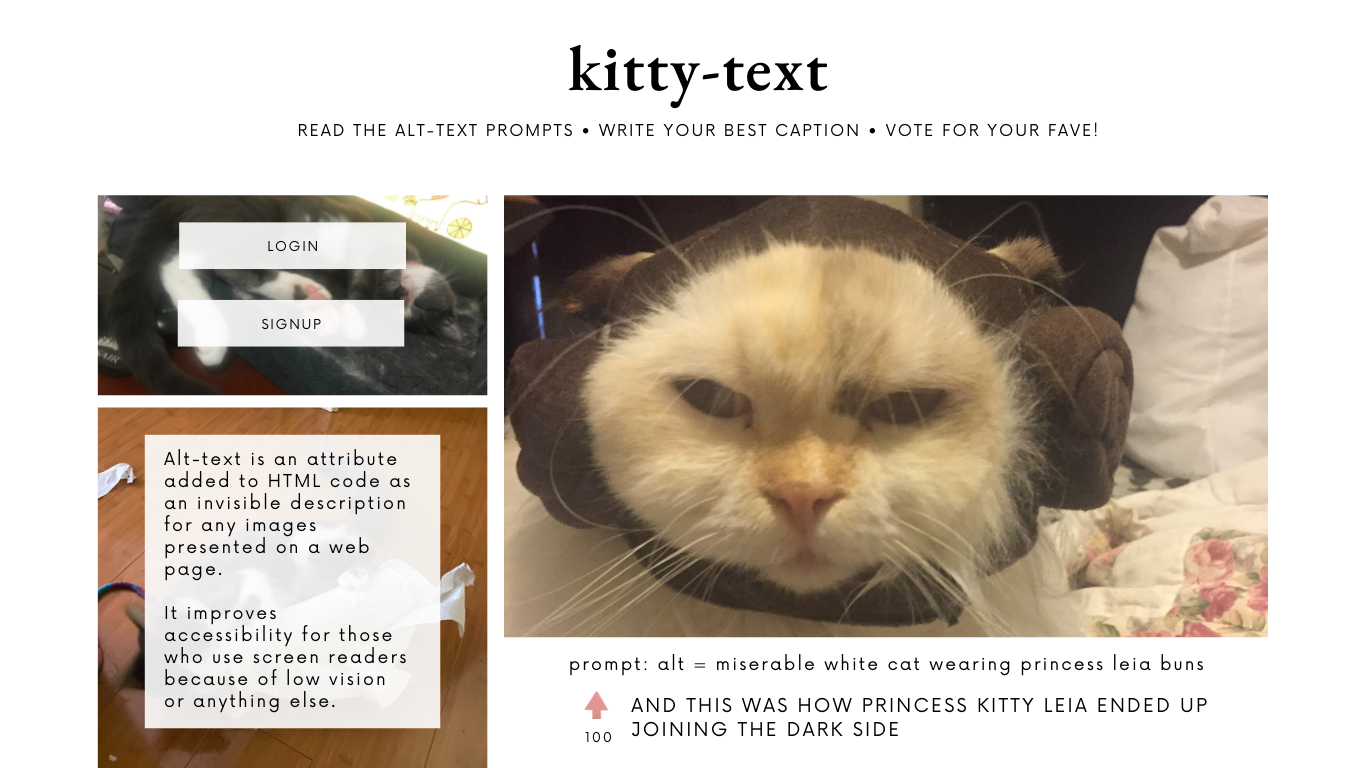 kitty-text
READ THE ALT-TEXT PROMPTS • WRITE YOUR BEST CAPTION • VOTE FOR YOUR FAVE!
LOGIN
SIGNUP
Alt-text is an attribute
added to HTML code as
an invisible description
for any images
presented on a web
page.
It improves
accessibility for those
who use screen readers
because of low vision
or anything else.
prompt: alt = miserable white cat wearing princess leia buns
AND THIS WAS HOW PRINCESS KITTY LEIA ENDED UP
JOINING THE DARK SIDE
100